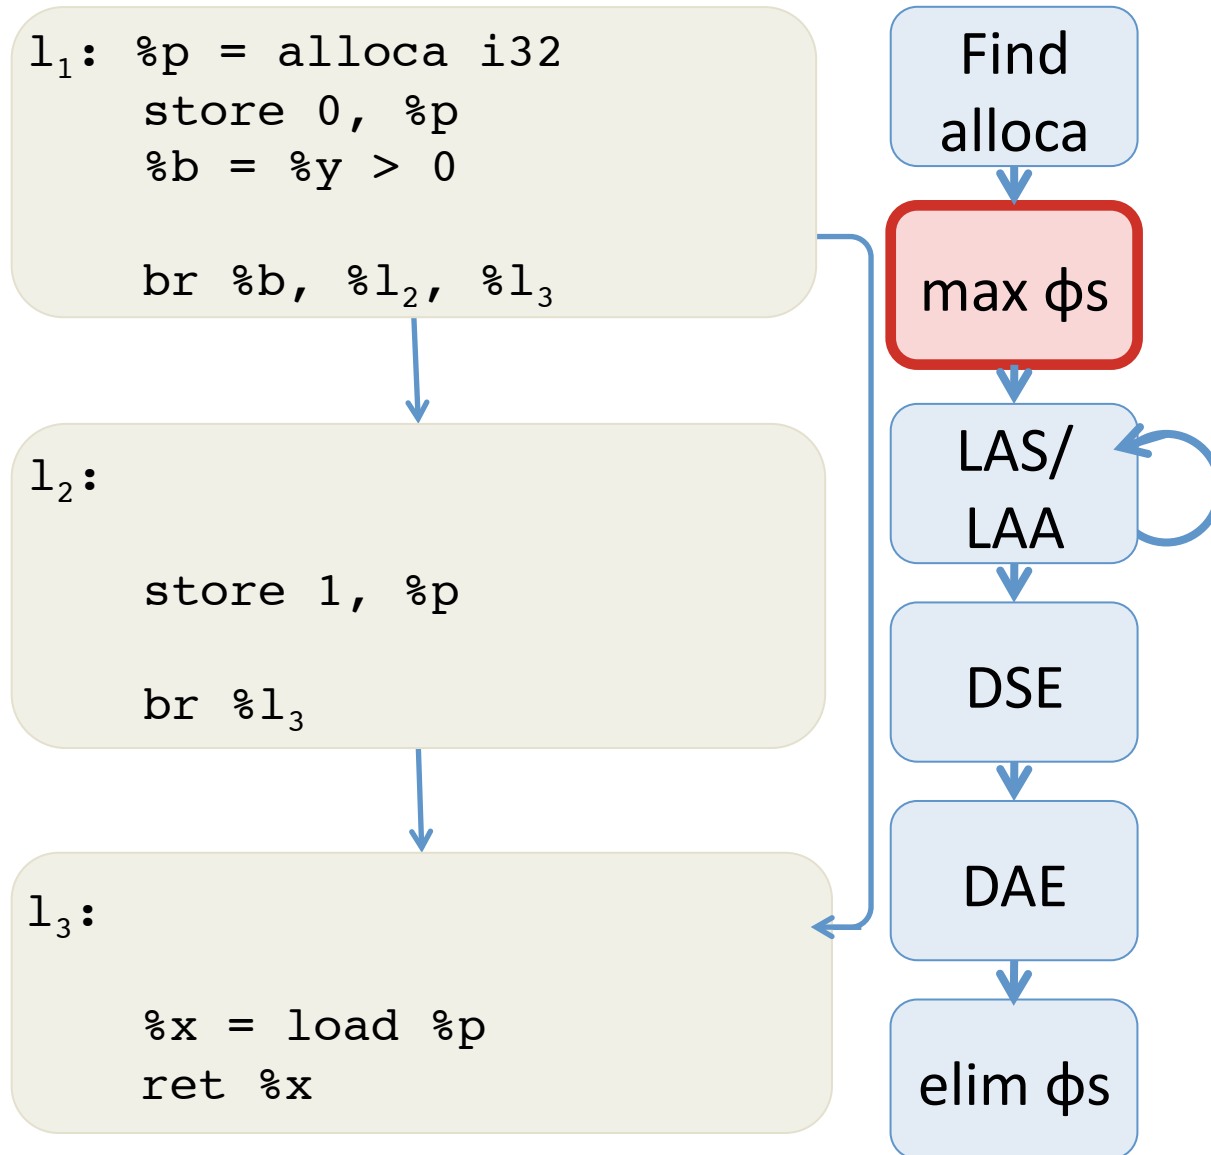 l₁: %p = alloca i32
store 0, %p
%b = %y > 0
br %b, %l₂, %l₃
l₂:
store 1, %p
br %l₃
l₃:
%x = load %p
ret %x
Find
alloca
max ϕs
LAS/
LAA
DSE
DAE
elim ϕs